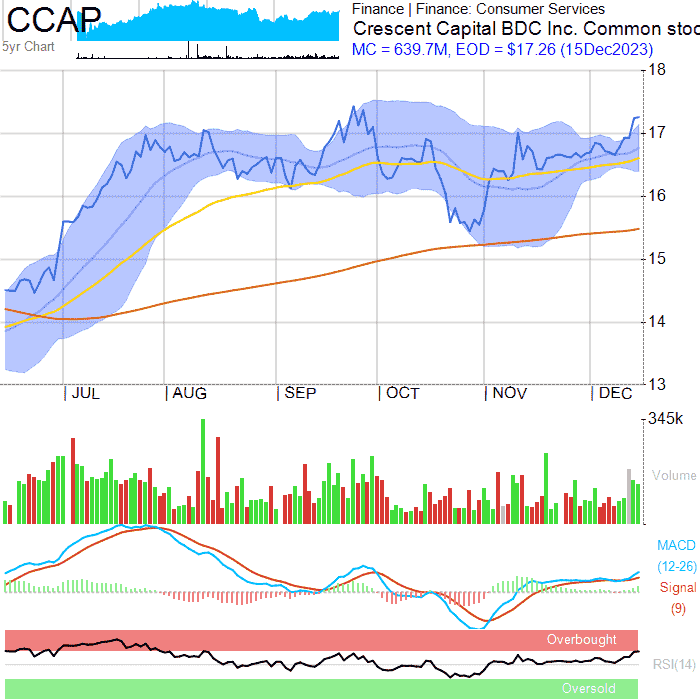 CCAP
5yr Chart
Finance | Finance: Consumer Services
Crescent Capital BDC Inc. Common stoc
MC = 639.7M, EOD = $17.26 (15Dec2023)
18
17
16
15
14
13
JUL AUG SEP OCT NOV DEC
345k
Volume
MACD
(12-26)
Signal
(9)
Overbought
RSI(14)
Oversold